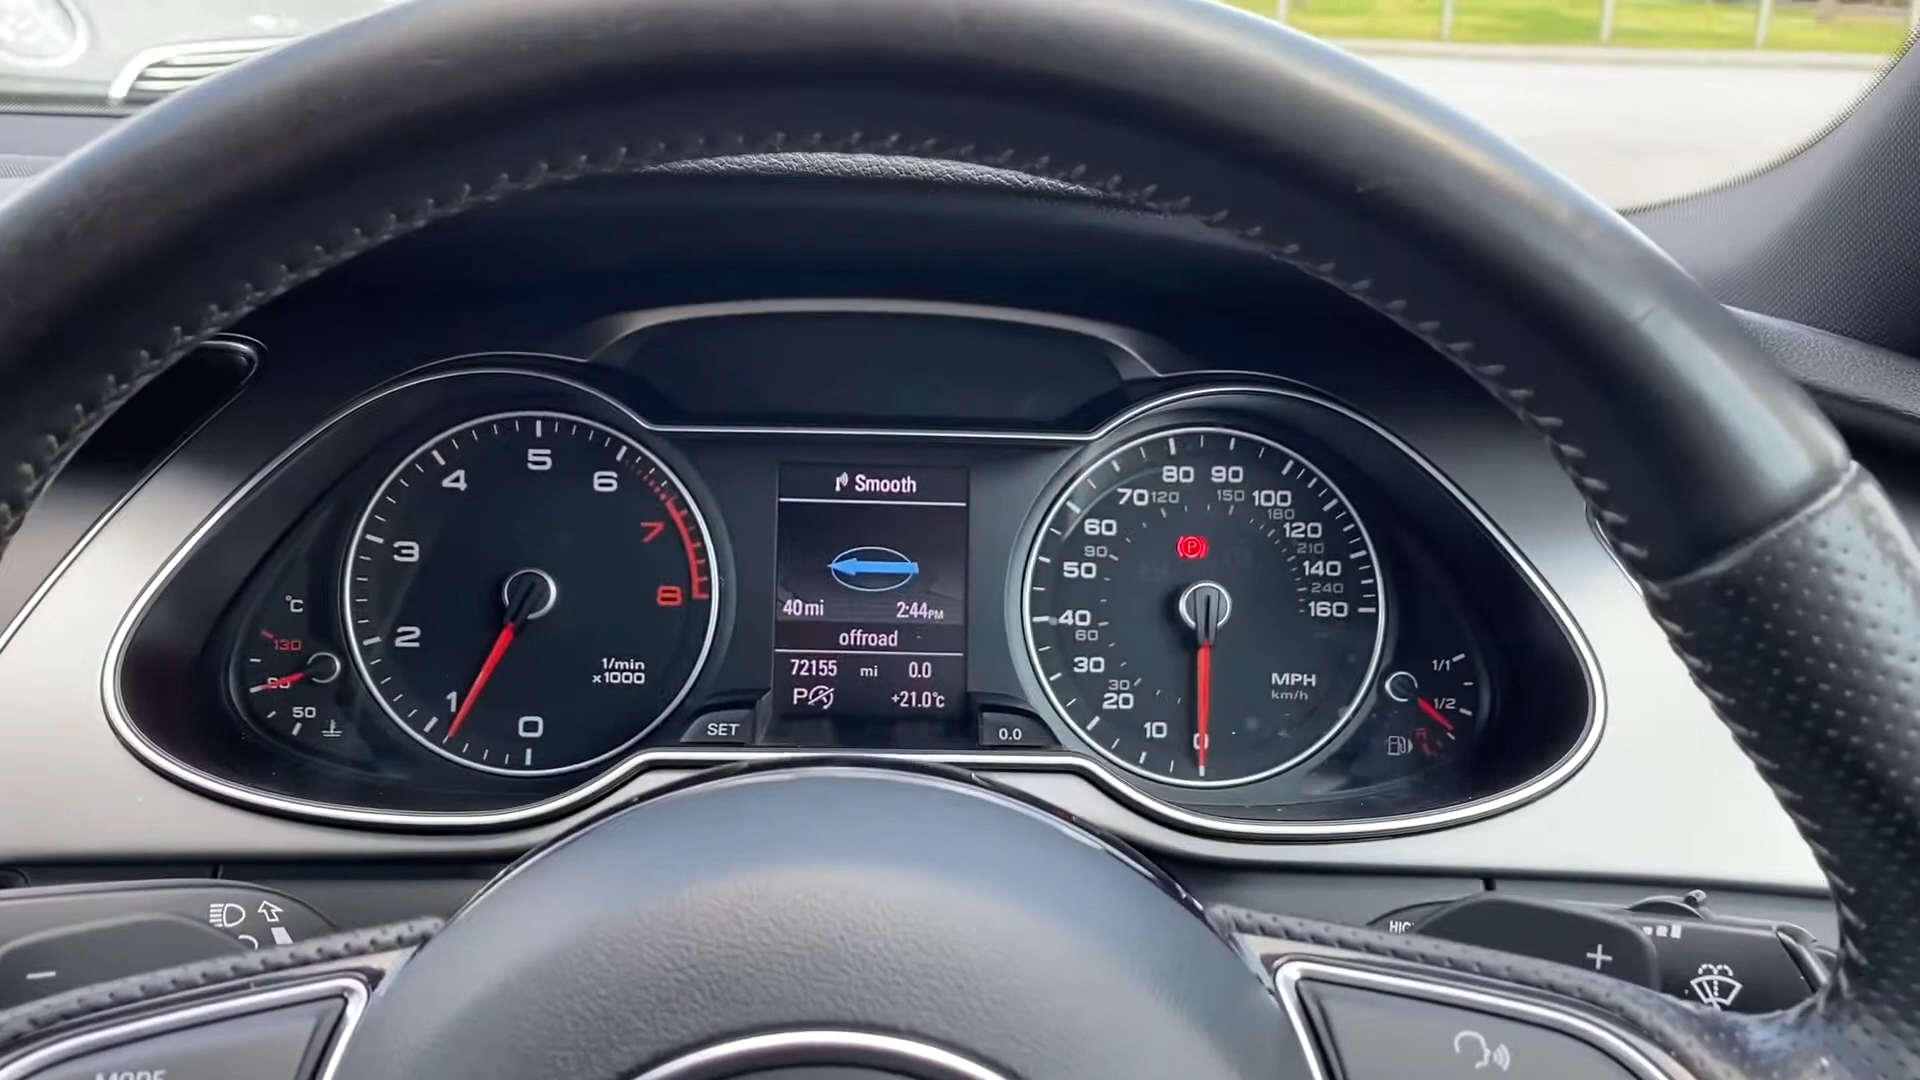 Smooth
40 mi 2:44PM
offroad
72155 mi 0.0
P +21.0°C
SET
0.0
0
1
2
3
4
5
6
7
8
1/min
x1000
°C
130
90
50
0
10
20
30
40
50
60
70
80
90
100
120
140
160
30
60
90
120
150
180
210
240
MPH
km/h
P
1/1
1/2
R
−
+
MODE